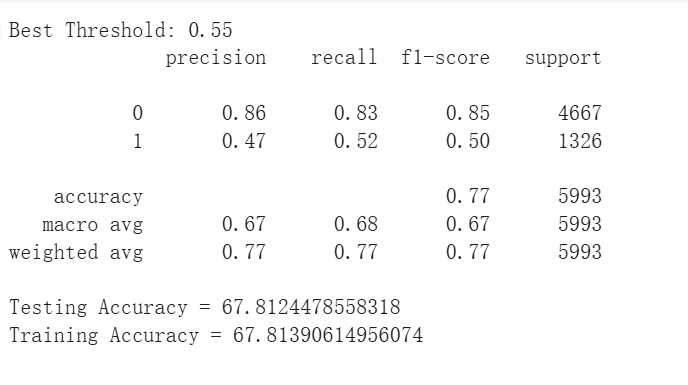 Best Threshold: 0.55
precision recall f1-score support
0 0.86 0.83 0.85 4667
1 0.47 0.52 0.50 1326
accuracy 0.77 5993
macro avg 0.67 0.68 0.67 5993
weighted avg 0.77 0.77 0.77 5993
Testing Accuracy = 67.8124478558318
Training Accuracy = 67.81390614956074